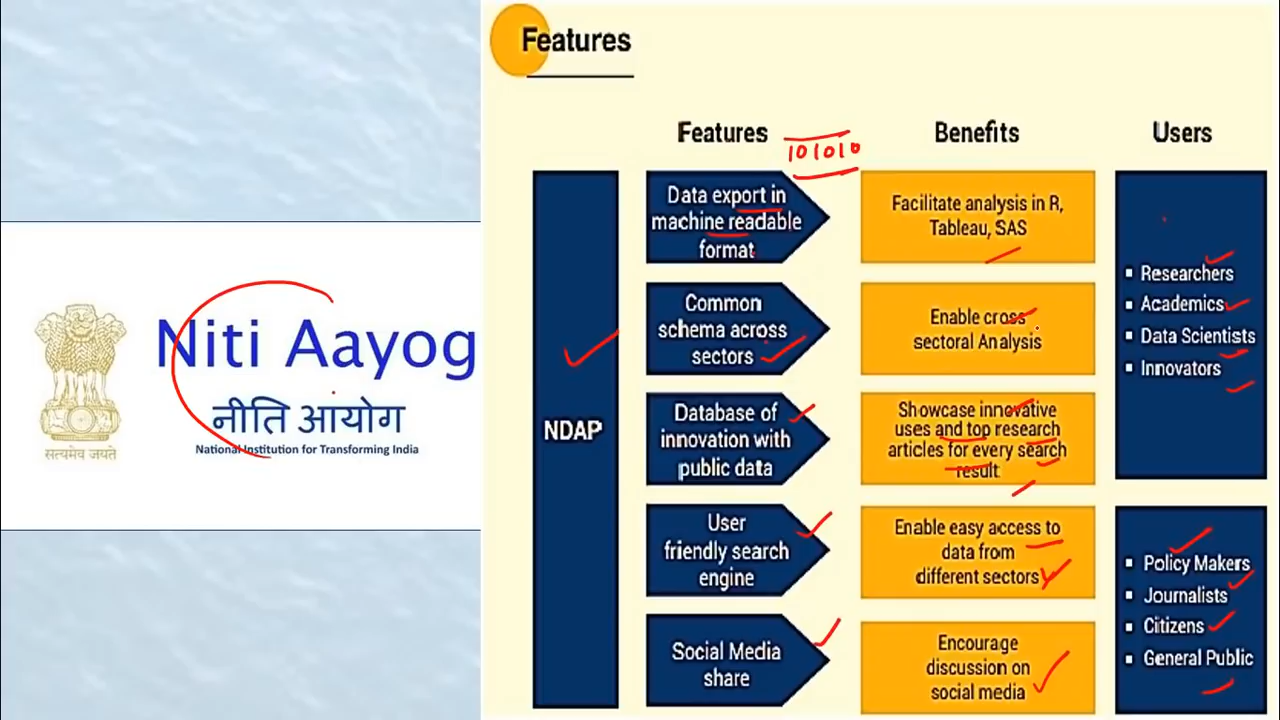 सत्यमेव जयते
Niti Aayog
नीति आयोग
National Institution for Transforming India
Features
Features
Benefits
Users
101010
NDAP
Data export in
machine readable
format
Facilitate analysis in R,
Tableau, SAS
Common
schema across
sectors
Enable cross
sectoral Analysis
Database of
innovation with
public data
Showcase innovative
uses and top research
articles for every search
result
User
friendly search
engine
Enable easy access to
data from
different sectors
Social Media
share
Encourage
discussion on
social media
Researchers
Academics
Data Scientists
Innovators
Policy Makers
Journalists
Citizens
General Public